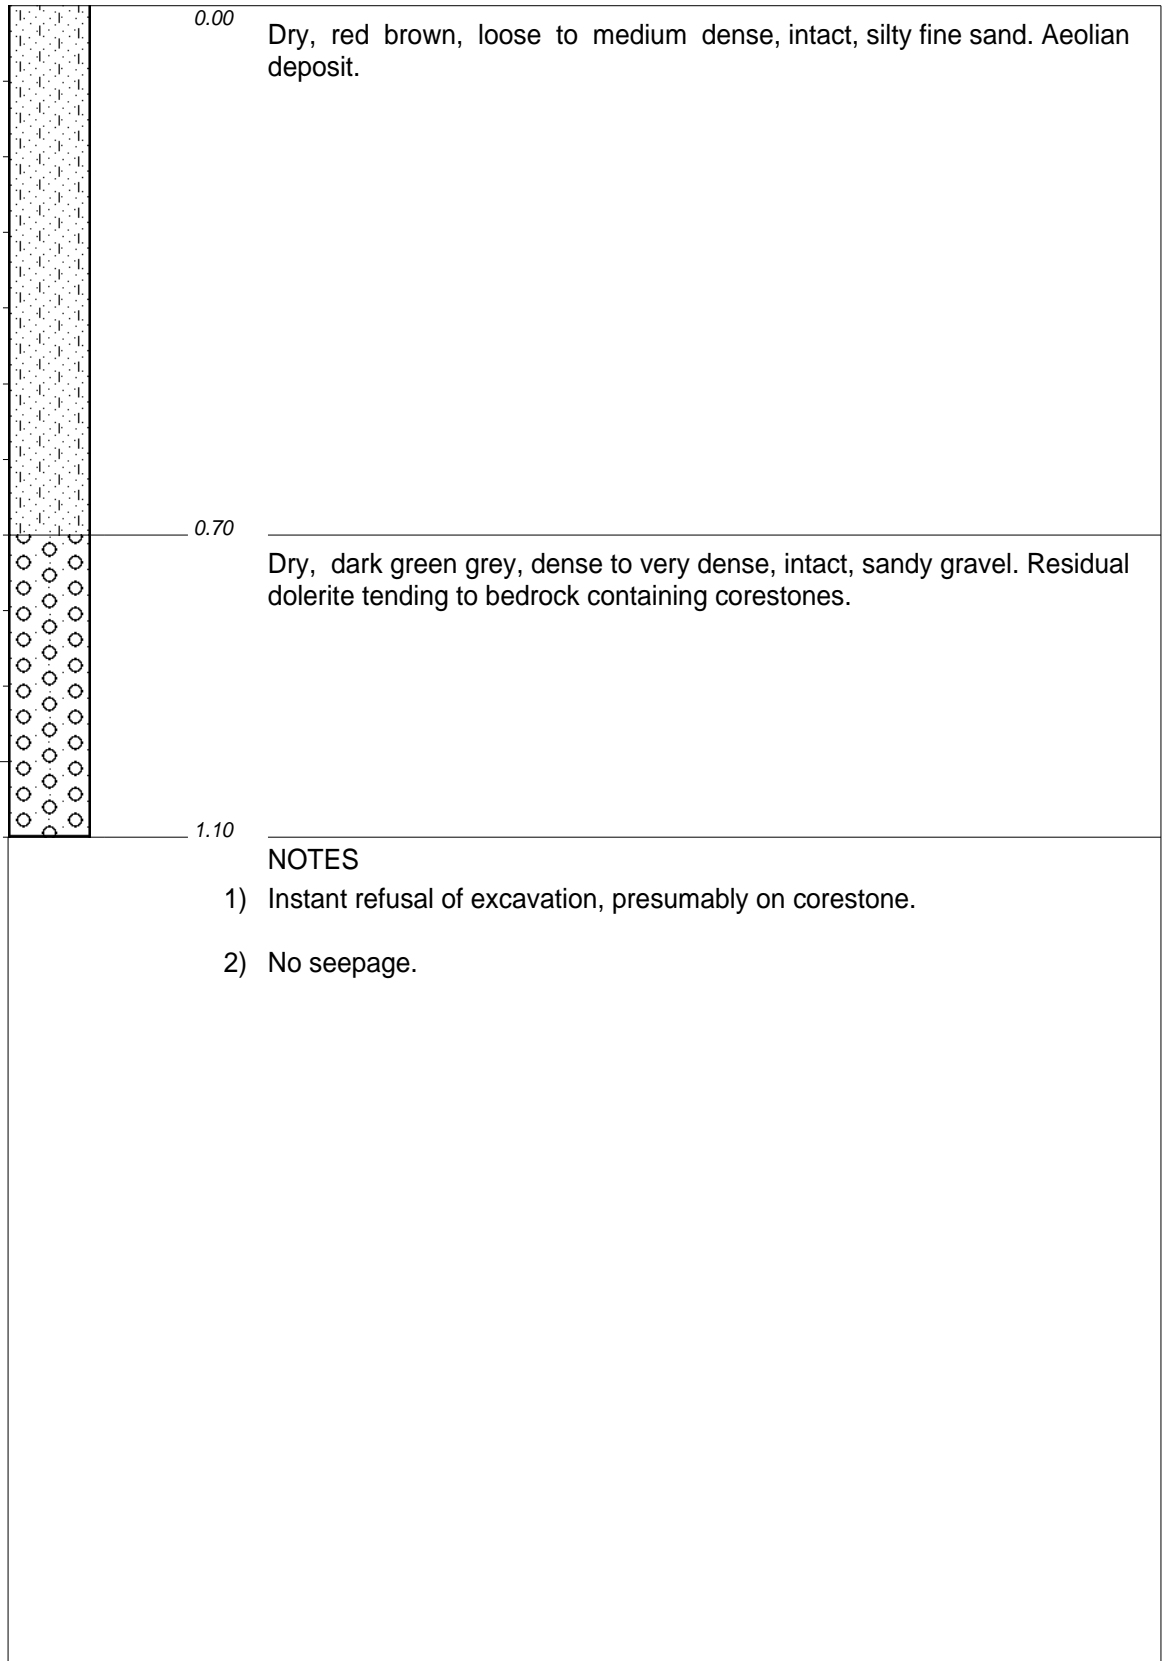 0.00
Dry, red brown, loose to medium dense, intact, silty fine sand. Aeolian
deposit.
0.70
Dry, dark green grey, dense to very dense, intact, sandy gravel. Residual
dolerite tending to bedrock containing corestones.
1.10
NOTES
1) Instant refusal of excavation, presumably on corestone.
2) No seepage.